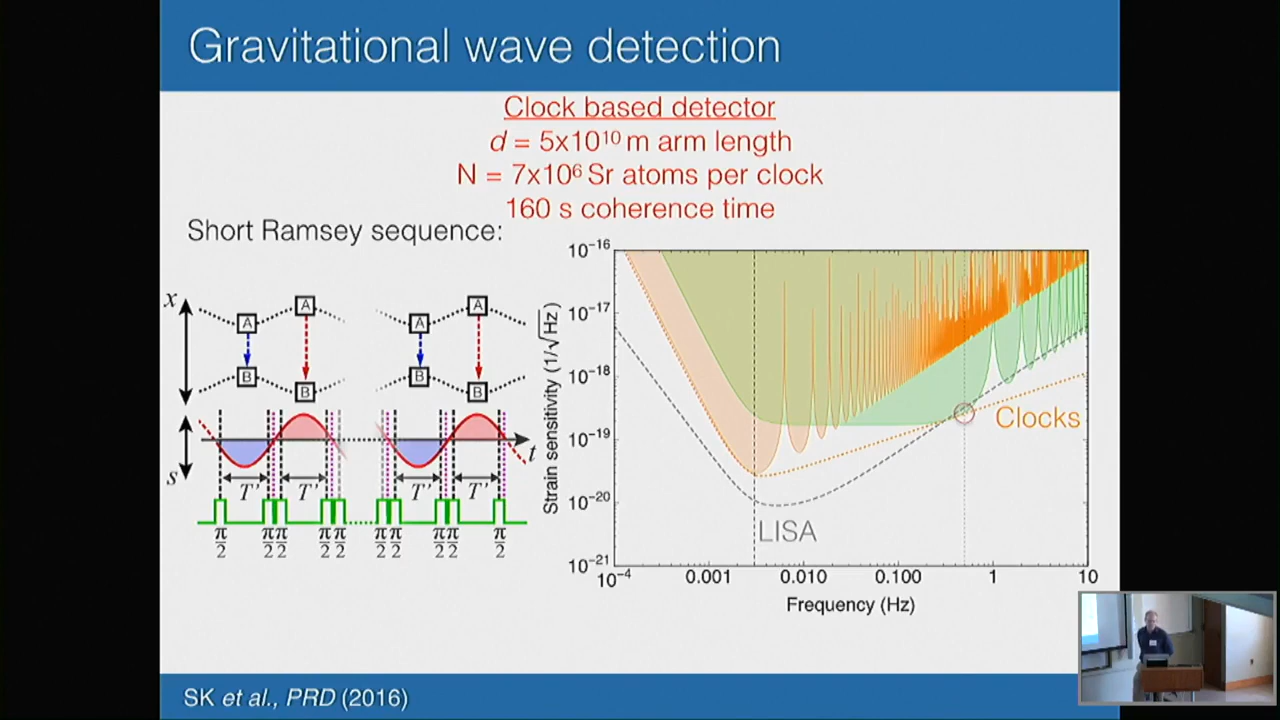 Gravitational wave detection
Clock based detector
d = 5x10¹⁰ m arm length
N = 7x10⁶ Sr atoms per clock
160 s coherence time
Short Ramsey sequence:
x
A
A
A
A
B
B
B
B
s
t
T' T' T' T'
π/2 π/2 π/2 π/2 π/2 π/2 π/2 π/2 π/2 π/2
Strain sensitivity (1/√Hz)
10⁻¹⁶
10⁻¹⁷
10⁻¹⁸
10⁻¹⁹
10⁻²⁰
10⁻²¹
Clocks
LISA
10⁻⁴ 0.001 0.010 0.100 1 10
Frequency (Hz)
SK et al., PRD (2016)